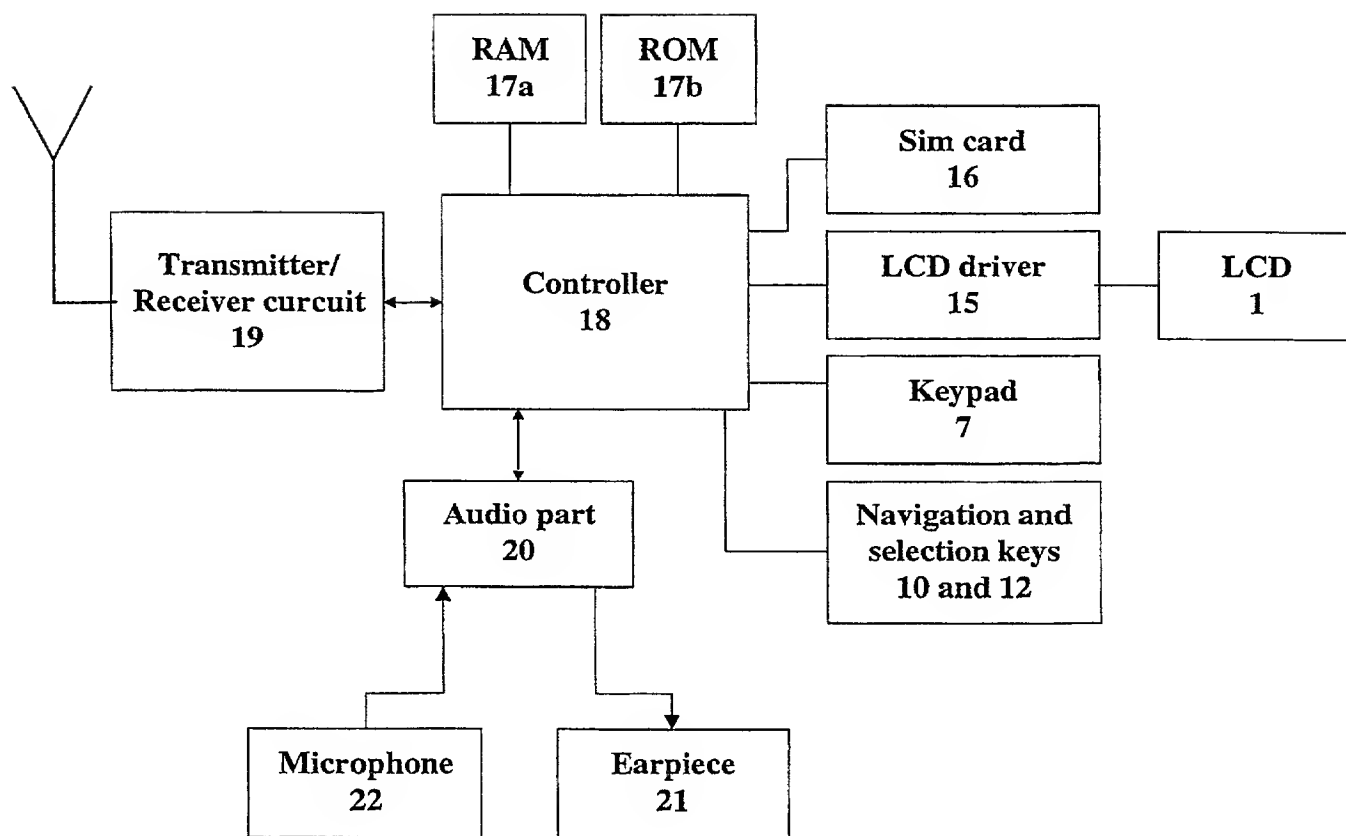 RAM
17a
ROM
17b
Sim card
16
Transmitter/
Receiver curcuit
19
Controller
18
LCD driver
15
LCD
1
Keypad
7
Audio part
20
Navigation and
selection keys
10 and 12
Microphone
22
Earpiece
21